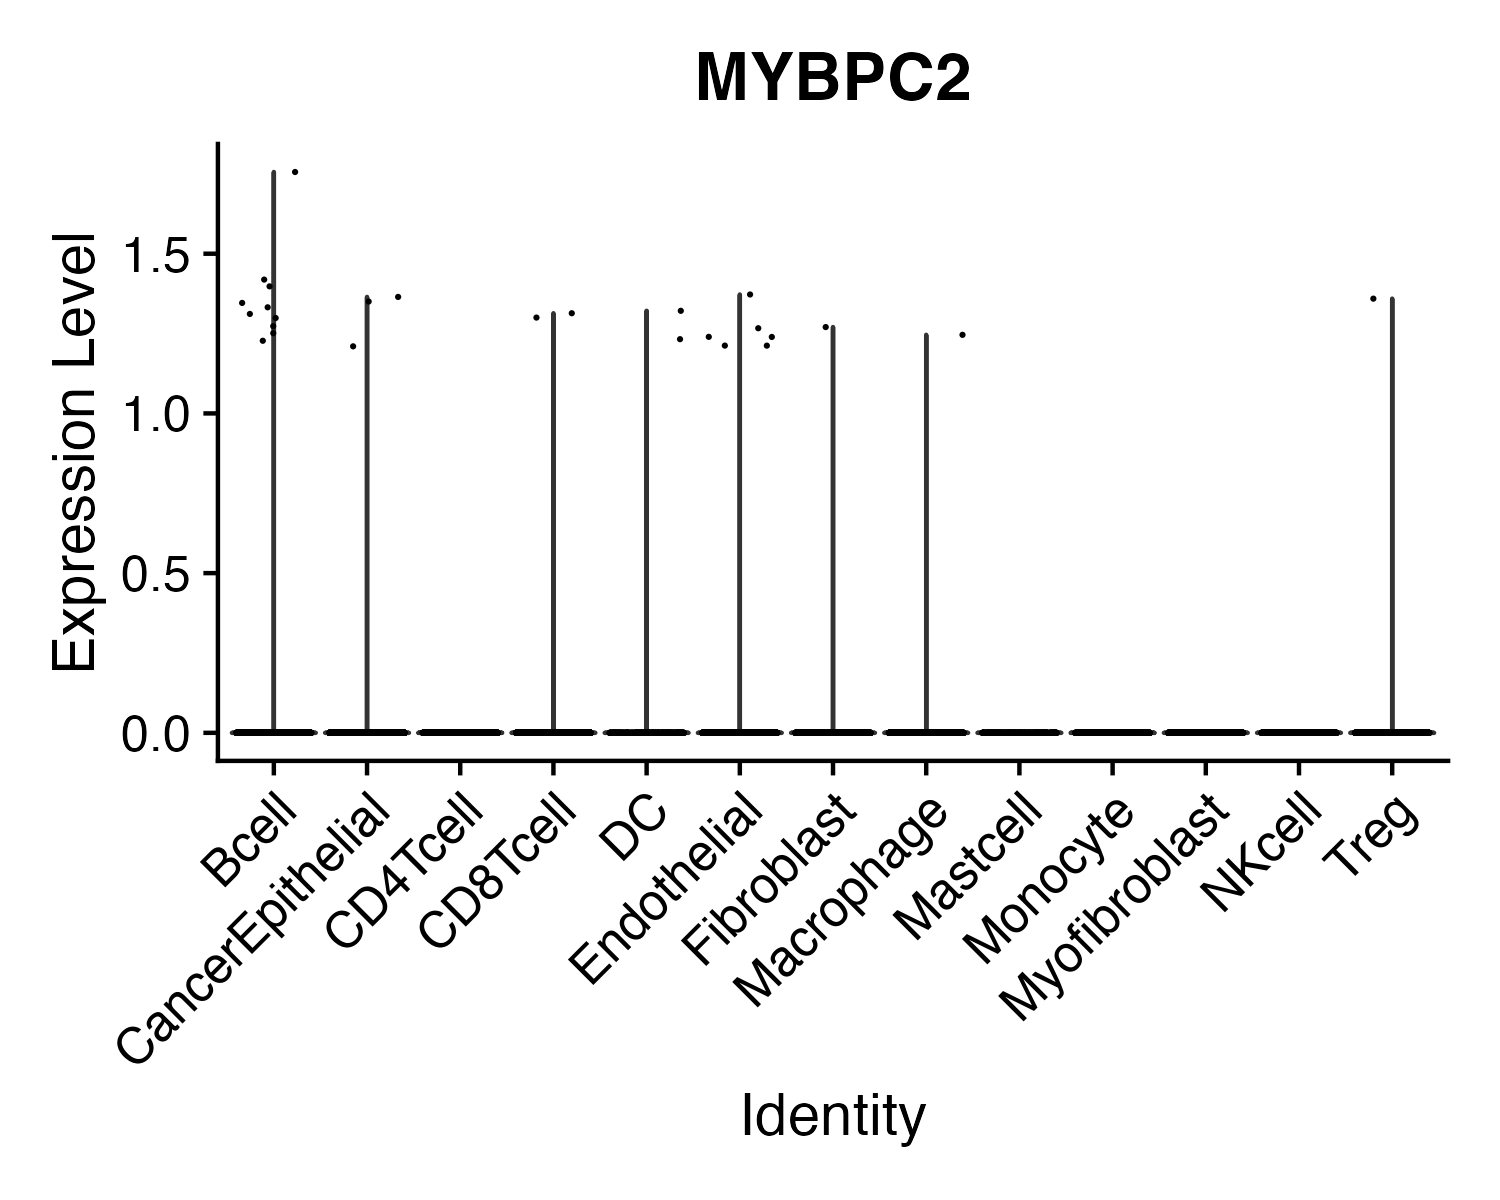 MYBPC2
Expression Level
1.5
1.0
0.5
0.0
Bcell
CancerEpithelial
CD4Tcell
CD8Tcell
DC
Endothelial
Fibroblast
Macrophage
Mastcell
Monocyte
Myofibroblast
NKcell
Treg
Identity